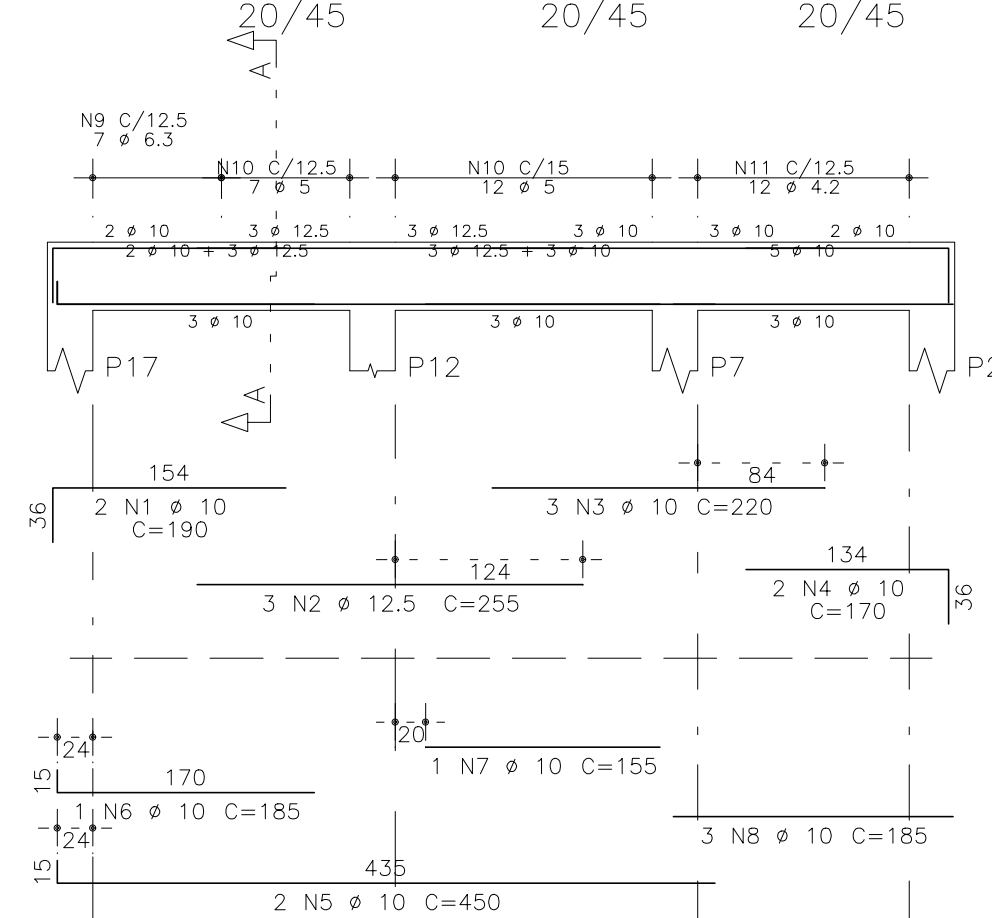 20/45 20/45 20/45
A
N9 C/12.5
7 ø 6.3
N10 C/12.5 N10 C/15 N11 C/12.5
7 ø 5 12 ø 5 12 ø 4.2
2 ø 10 3 ø 12.5 3 ø 12.5 3 ø 10 3 ø 10 2 ø 10
2 ø 10 + 3 ø 12.5 3 ø 12.5 + 3 ø 10 5 ø 10
3 ø 10 3 ø 10 3 ø 10
P17 P12 P7 P2
A
154 84
36 2 N1 ø 10 3 N3 ø 10 C=220
C=190
124 134
3 N2 ø 12.5 C=255 2 N4 ø 10 36
C=170
20
24
1 N7 ø 10 C=155
15 170
1 N6 ø 10 C=185
24 3 N8 ø 10 C=185
15 435
2 N5 ø 10 C=450